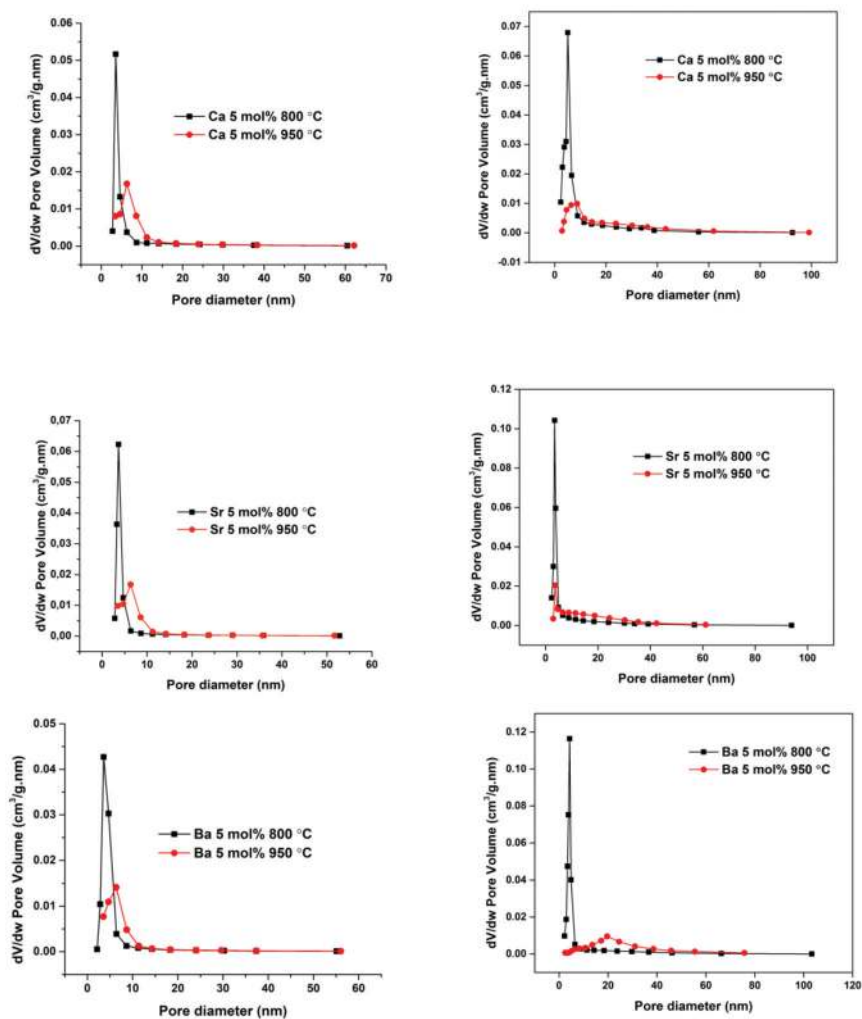 0.06
0.05
0.04
0.03
0.02
0.01
0.00
dV/dw Pore Volume (cm³/g.nm)
Ca 5 mol% 800 °C
Ca 5 mol% 950 °C
0 10 20 30 40 50 60 70
Pore diameter (nm)
0.07
0.06
0.05
0.04
0.03
0.02
0.01
0.00
-0.01
dV/dw Pore Volume (cm³/g.nm)
Ca 5 mol% 800 °C
Ca 5 mol% 950 °C
0 20 40 60 80 100
Pore diameter (nm)
0,07
0,06
0,05
0,04
0,03
0,02
0,01
0,00
dV/dw Pore Volume (cm³/g.nm)
Sr 5 mol% 800 °C
Sr 5 mol% 950 °C
0 10 20 30 40 50 60
Pore diameter (nm)
0.12
0.10
0.08
0.06
0.04
0.02
0.00
dV/dw Pore Volume (cm³/g.nm)
Sr 5 mol% 800 °C
Sr 5 mol% 950 °C
0 20 40 60 80 100
Pore diameter (nm)
0.05
0.04
0.03
0.02
0.01
0.00
dV/dw Pore Volume (cm³/g.nm)
Ba 5 mol% 800 °C
Ba 5 mol% 950 °C
0 10 20 30 40 50 60
Pore diameter (nm)
0.12
0.10
0.08
0.06
0.04
0.02
0.00
dV/dw Pore Volume (cm³/g.nm)
Ba 5 mol% 800 °C
Ba 5 mol% 950 °C
0 20 40 60 80 100 120
Pore diameter (nm)